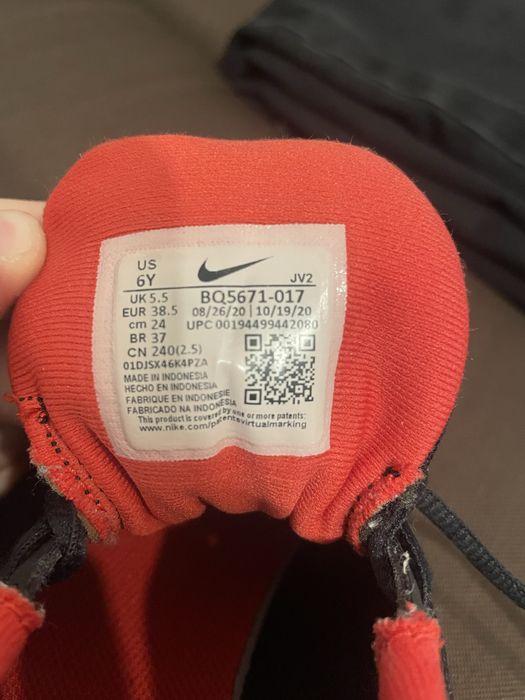 US
6Y
JV2
UK 5.5
EUR 38.5
cm 24
BR 37
CN 240(2.5)
BQ5671-017
08/26/20 | 10/19/20
UPC 00194499442080
01DJSX46K4PZA
MADE IN INDONESIA
HECHO EN INDONESIA
FABRIQUE EN INDONESIE
FABRICADO NA INDONÉSIA
This product is covered by one or more patents:
www.nike.com/patentsvirtualmarking